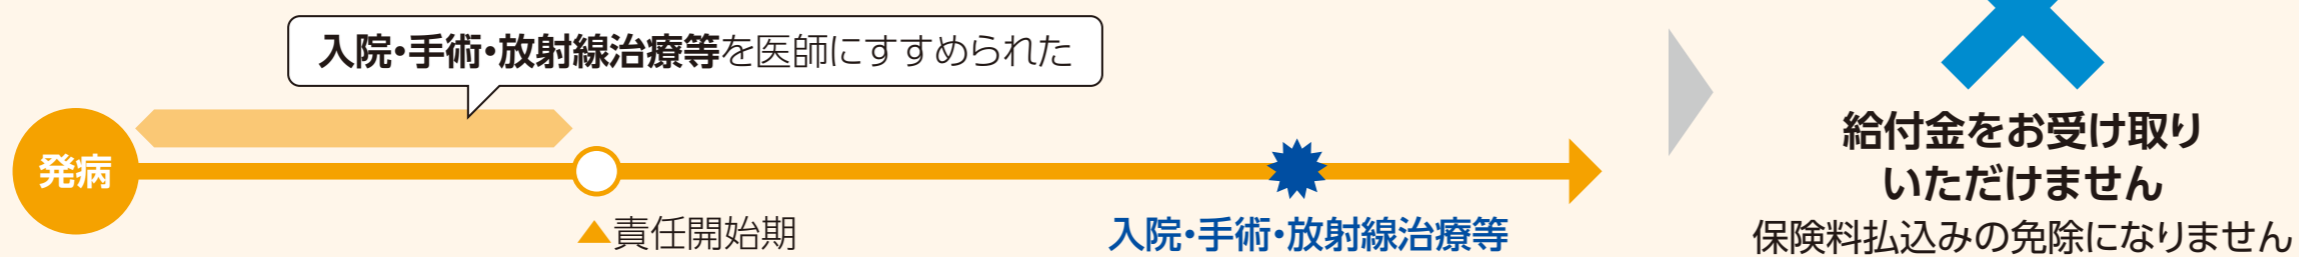 入院・手術・放射線治療等を医師にすすめられた
発病
▲責任開始期
入院・手術・放射線治療等
給付金をお受け取り
いただけません
保険料払込みの免除になりません